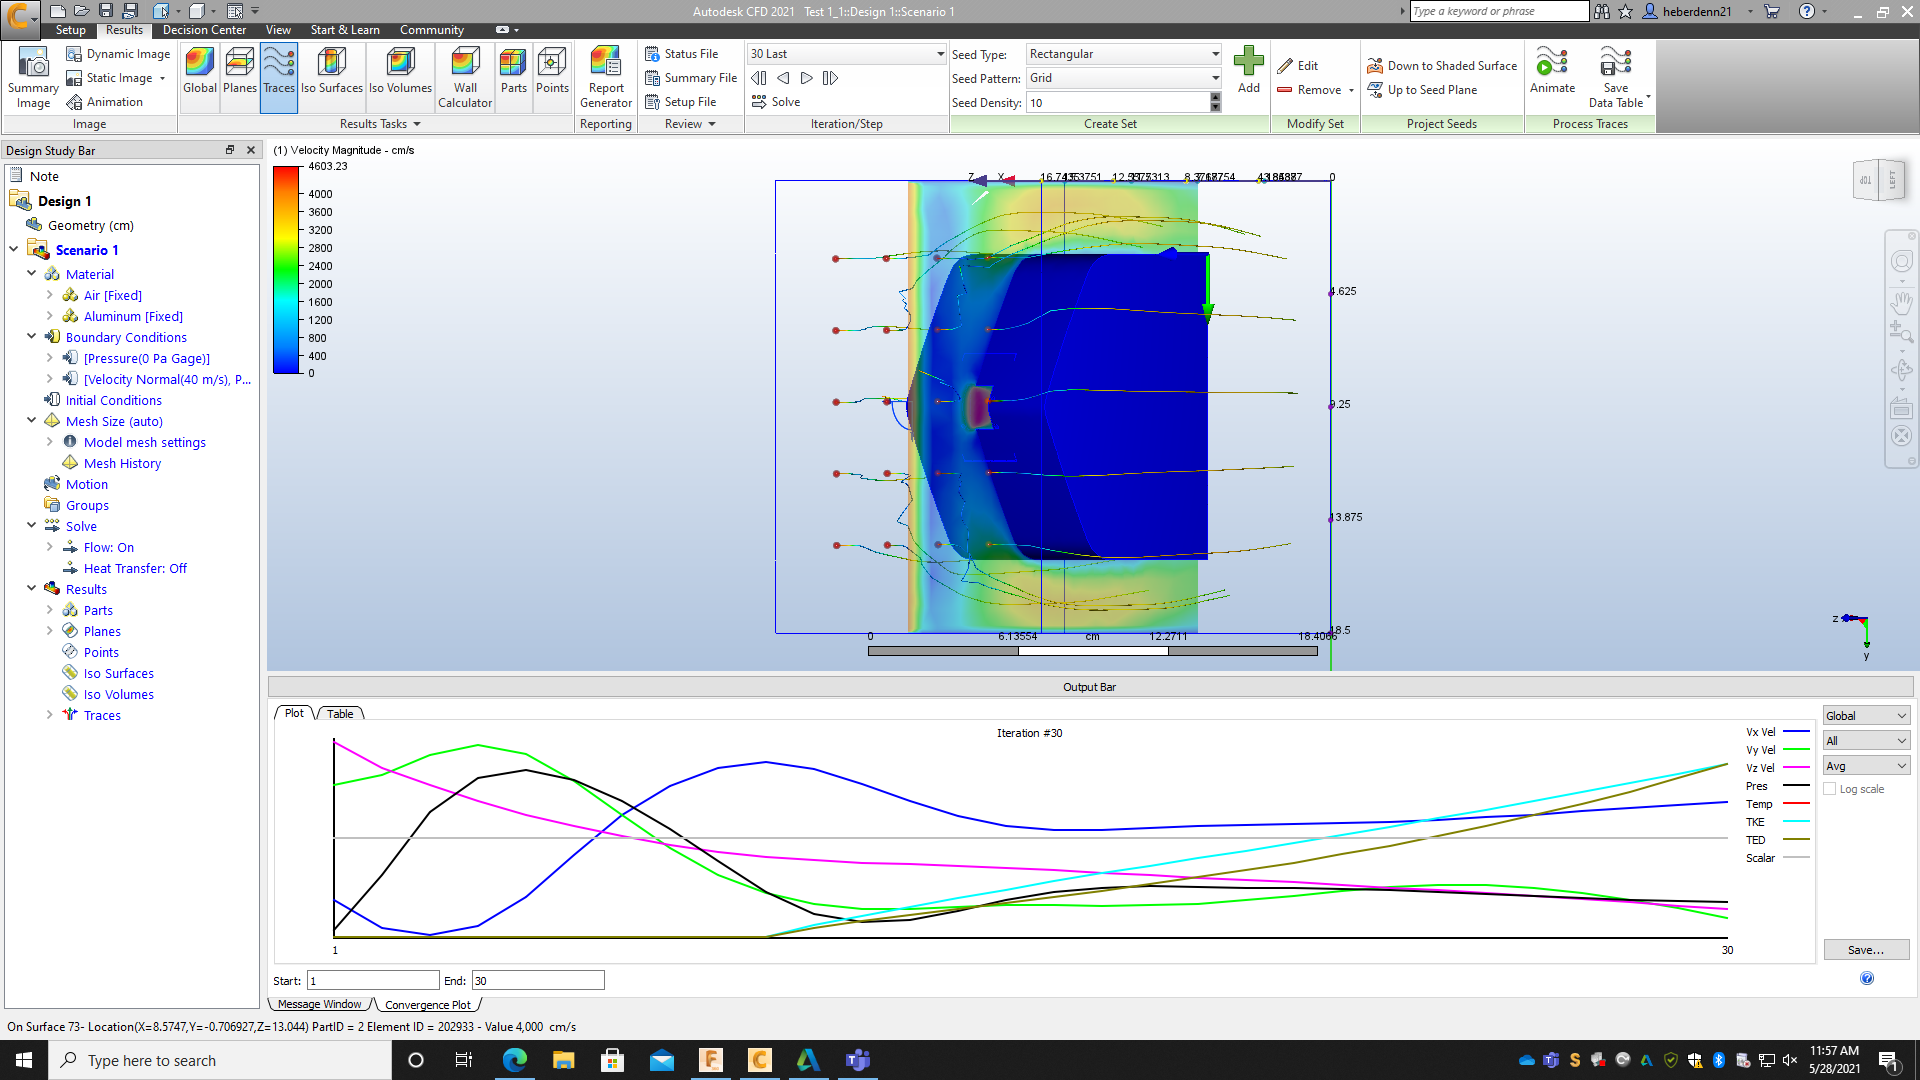 Autodesk CFD 2021 Test 1_1::Design 1::Scenario 1
Type a keyword or phrase
heberdenn21
Setup Results Decision Center View Start & Learn Community
Summary Image
Dynamic Image
Static Image
Animation
Image
Global Planes Traces Iso Surfaces Iso Volumes Wall Calculator Parts Points
Results Tasks
Report Generator
Reporting
Status File
Summary File
Setup File
Review
30 Last
Solve
Iteration/Step
Seed Type: Rectangular
Seed Pattern: Grid
Seed Density: 10
Add
Create Set
Edit
Remove
Modify Set
Down to Shaded Surface
Up to Seed Plane
Project Seeds
Animate
Save Data Table
Process Traces
Design Study Bar
Note
Design 1
Geometry (cm)
Scenario 1
Material
Air [Fixed]
Aluminum [Fixed]
Boundary Conditions
[Pressure(0 Pa Gage)]
[Velocity Normal(40 m/s), P...
Initial Conditions
Mesh Size (auto)
Model mesh settings
Mesh History
Motion
Groups
Solve
Flow: On
Heat Transfer: Off
Results
Parts
Planes
Points
Iso Surfaces
Iso Volumes
Traces
(1) Velocity Magnitude - cm/s
4603.23
4000
3600
3200
2800
2400
2000
1600
1200
800
400
0
Z X
0
4.625
9.25
13.875
18.5
0 6.13554 cm 12.2711 18.4066
TOP LEFT
z
y
Output Bar
Plot Table
Iteration #30
Vx Vel
Vy Vel
Vz Vel
Pres
Temp
TKE
TED
Scalar
1 30
Global
All
Avg
Log scale
Save...
Start: 1 End: 30
Message Window Convergence Plot
On Surface 73- Location(X=8.5747,Y=-0.706927,Z=13.044) PartID = 2 Element ID = 202933 - Value 4,000 cm/s
Type here to search
11:57 AM
5/28/2021
1